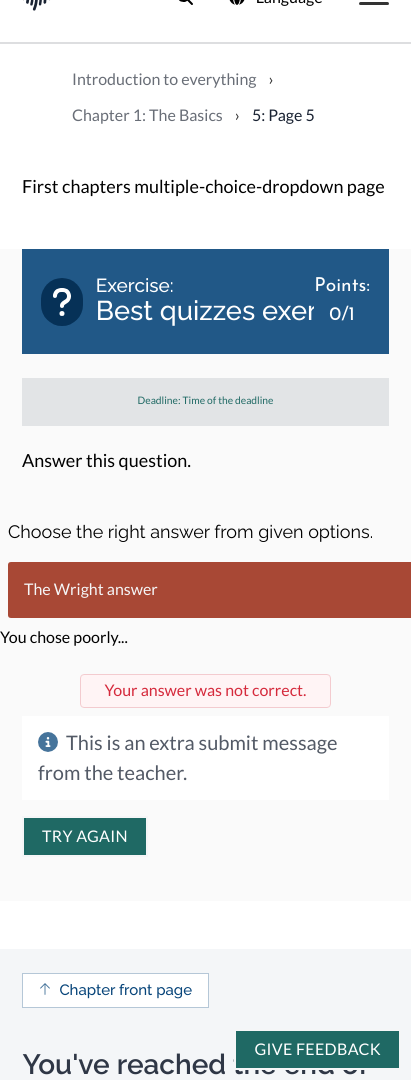 Language
Introduction to everything ›
Chapter 1: The Basics › 5: Page 5
First chapters multiple-choice-dropdown page
Exercise:
Points:
Best quizzes exer
0/1
Deadline: Time of the deadline
Answer this question.
Choose the right answer from given options.
The Wright answer
You chose poorly...
Your answer was not correct.
This is an extra submit message
from the teacher.
TRY AGAIN
↑ Chapter front page
GIVE FEEDBACK
You've reached the end of